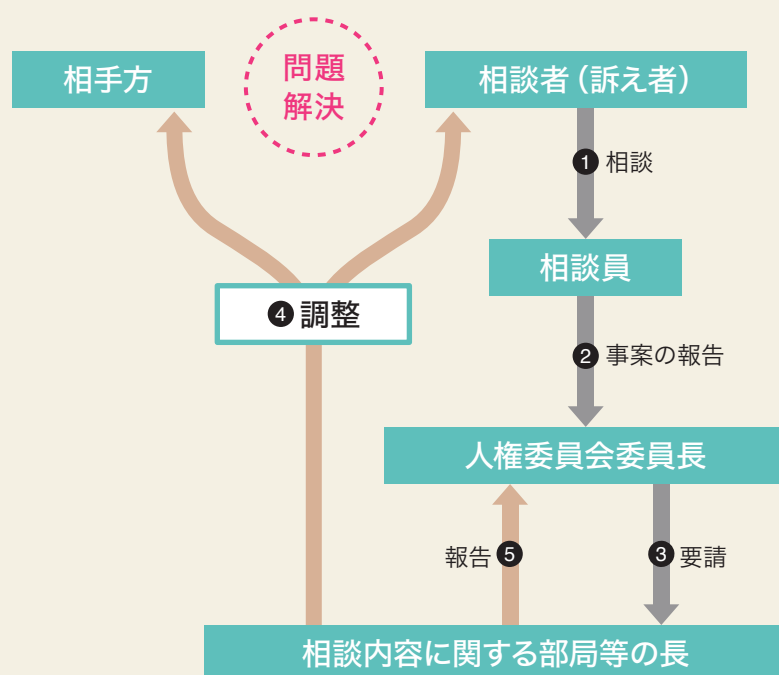 問題
解決
相手方
相談者（訴え者）
❶ 相談
相談員
❹ 調整
❷ 事案の報告
人権委員会委員長
報告 ❺
❸ 要請
相談内容に関する部局等の長